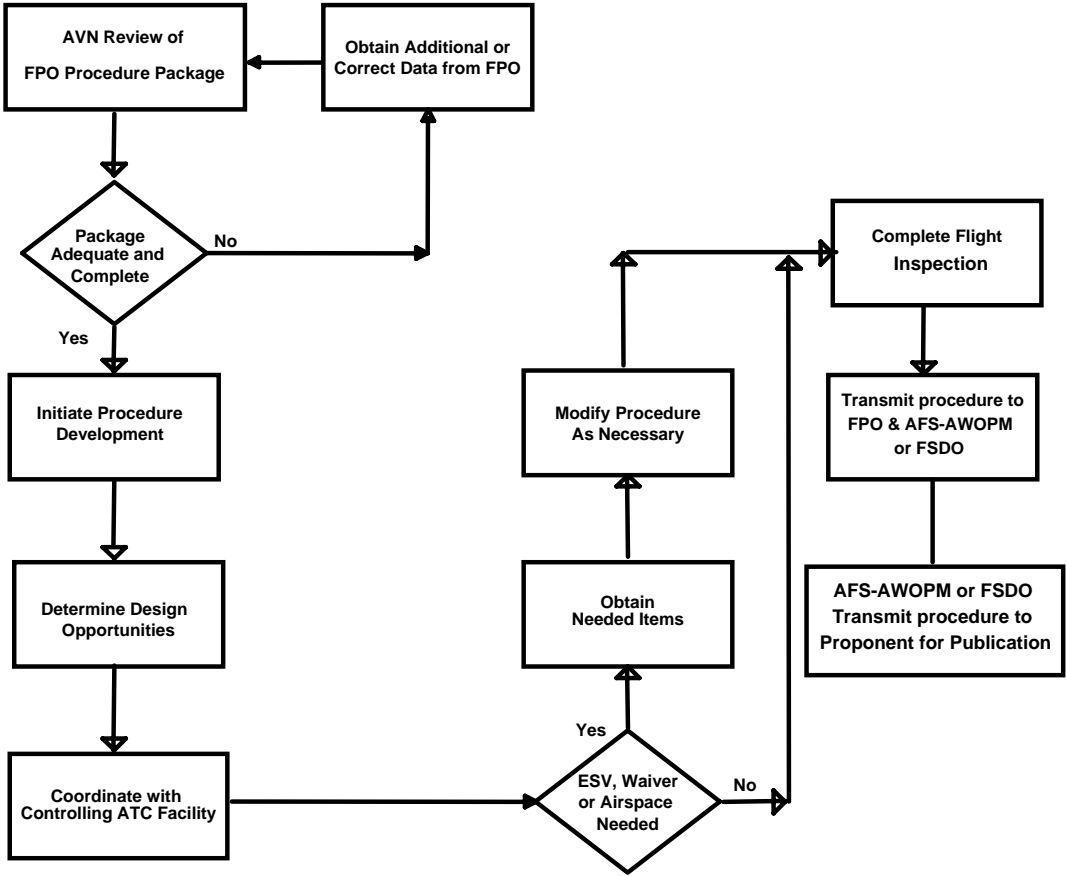 AVN Review of
FPO Procedure Package
Obtain Additional or
Correct Data from FPO
Package
Adequate and
Complete
No
Yes
Initiate Procedure
Development
Determine Design
Opportunities
Coordinate with
Controlling ATC Facility
ESV, Waiver
or Airspace
Needed
Yes
No
Obtain
Needed Items
Modify Procedure
As Necessary
Complete Flight
Inspection
Transmit procedure to
FPO & AFS-AWOPM
or FSDO
AFS-AWOPM or FSDO
Transmit procedure to
Proponent for Publication